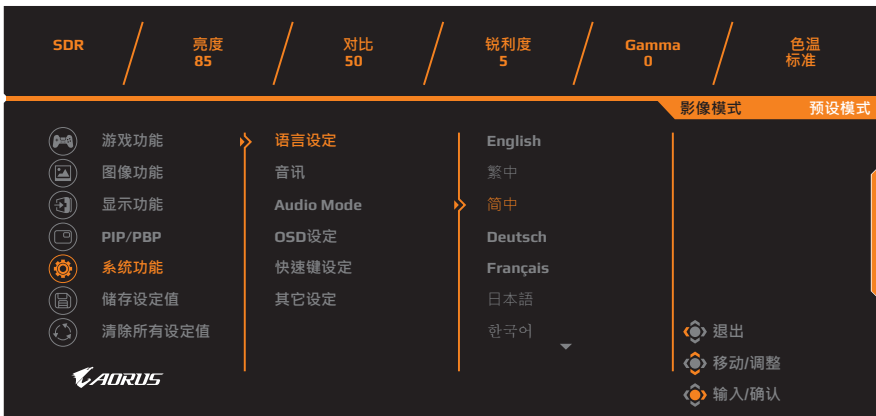 SDR
亮度
85
对比
50
锐利度
5
Gamma
0
色温
标准
影像模式 预设模式
游戏功能
图像功能
显示功能
PIP/PBP
系统功能
储存设定值
清除所有设定值
语言设定
音讯
Audio Mode
OSD设定
快速键设定
其它设定
English
繁中
简中
Deutsch
Français
日本語
한국어
退出
移动/调整
输入/确认
AORUS